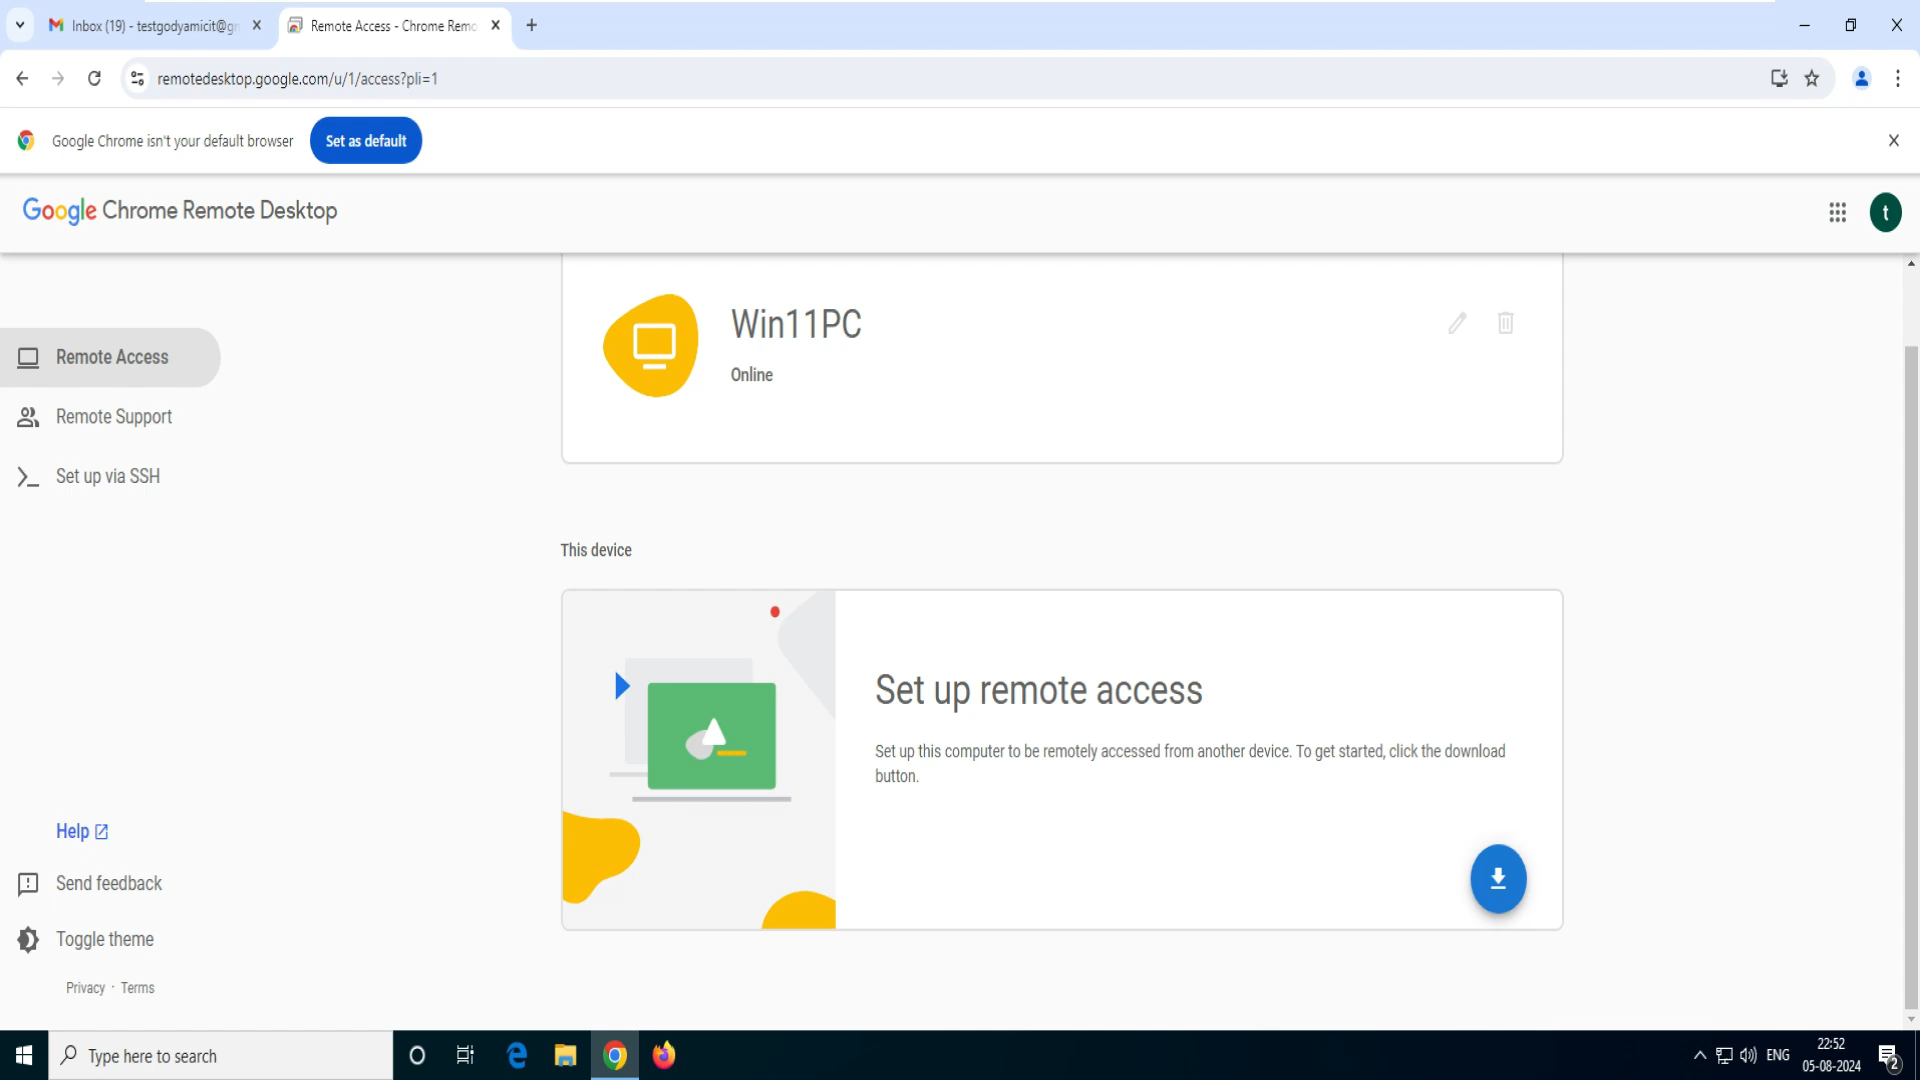 Inbox (19) - testgodyamicit@gm
Remote Access - Chrome Remo
remotedesktop.google.com/u/1/access?pli=1
Google Chrome isn't your default browser
Set as default
Google Chrome Remote Desktop
t
Win11PC
Online
Remote Access
Remote Support
Set up via SSH
This device
Set up remote access
Set up this computer to be remotely accessed from another device. To get started, click the download
button.
Help
Send feedback
Toggle theme
Privacy · Terms
Type here to search
ENG
22:52
05-08-2024
2